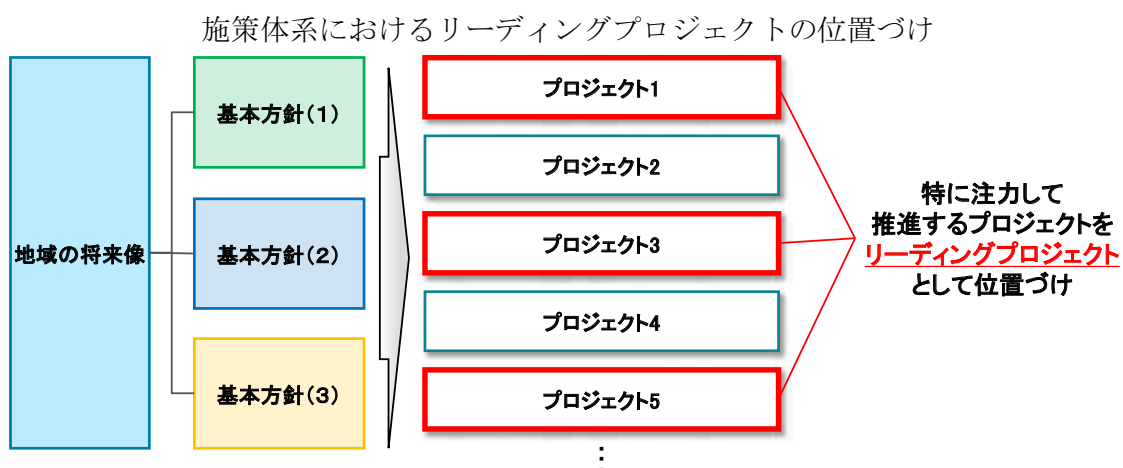 施策体系におけるリーディングプロジェクトの位置づけ
地域の将来像
基本方針(1)
基本方針(2)
基本方針(3)
プロジェクト1
プロジェクト2
プロジェクト3
プロジェクト4
プロジェクト5
⋮
特に注力して
推進するプロジェクトを
リーディングプロジェクト
として位置づけ